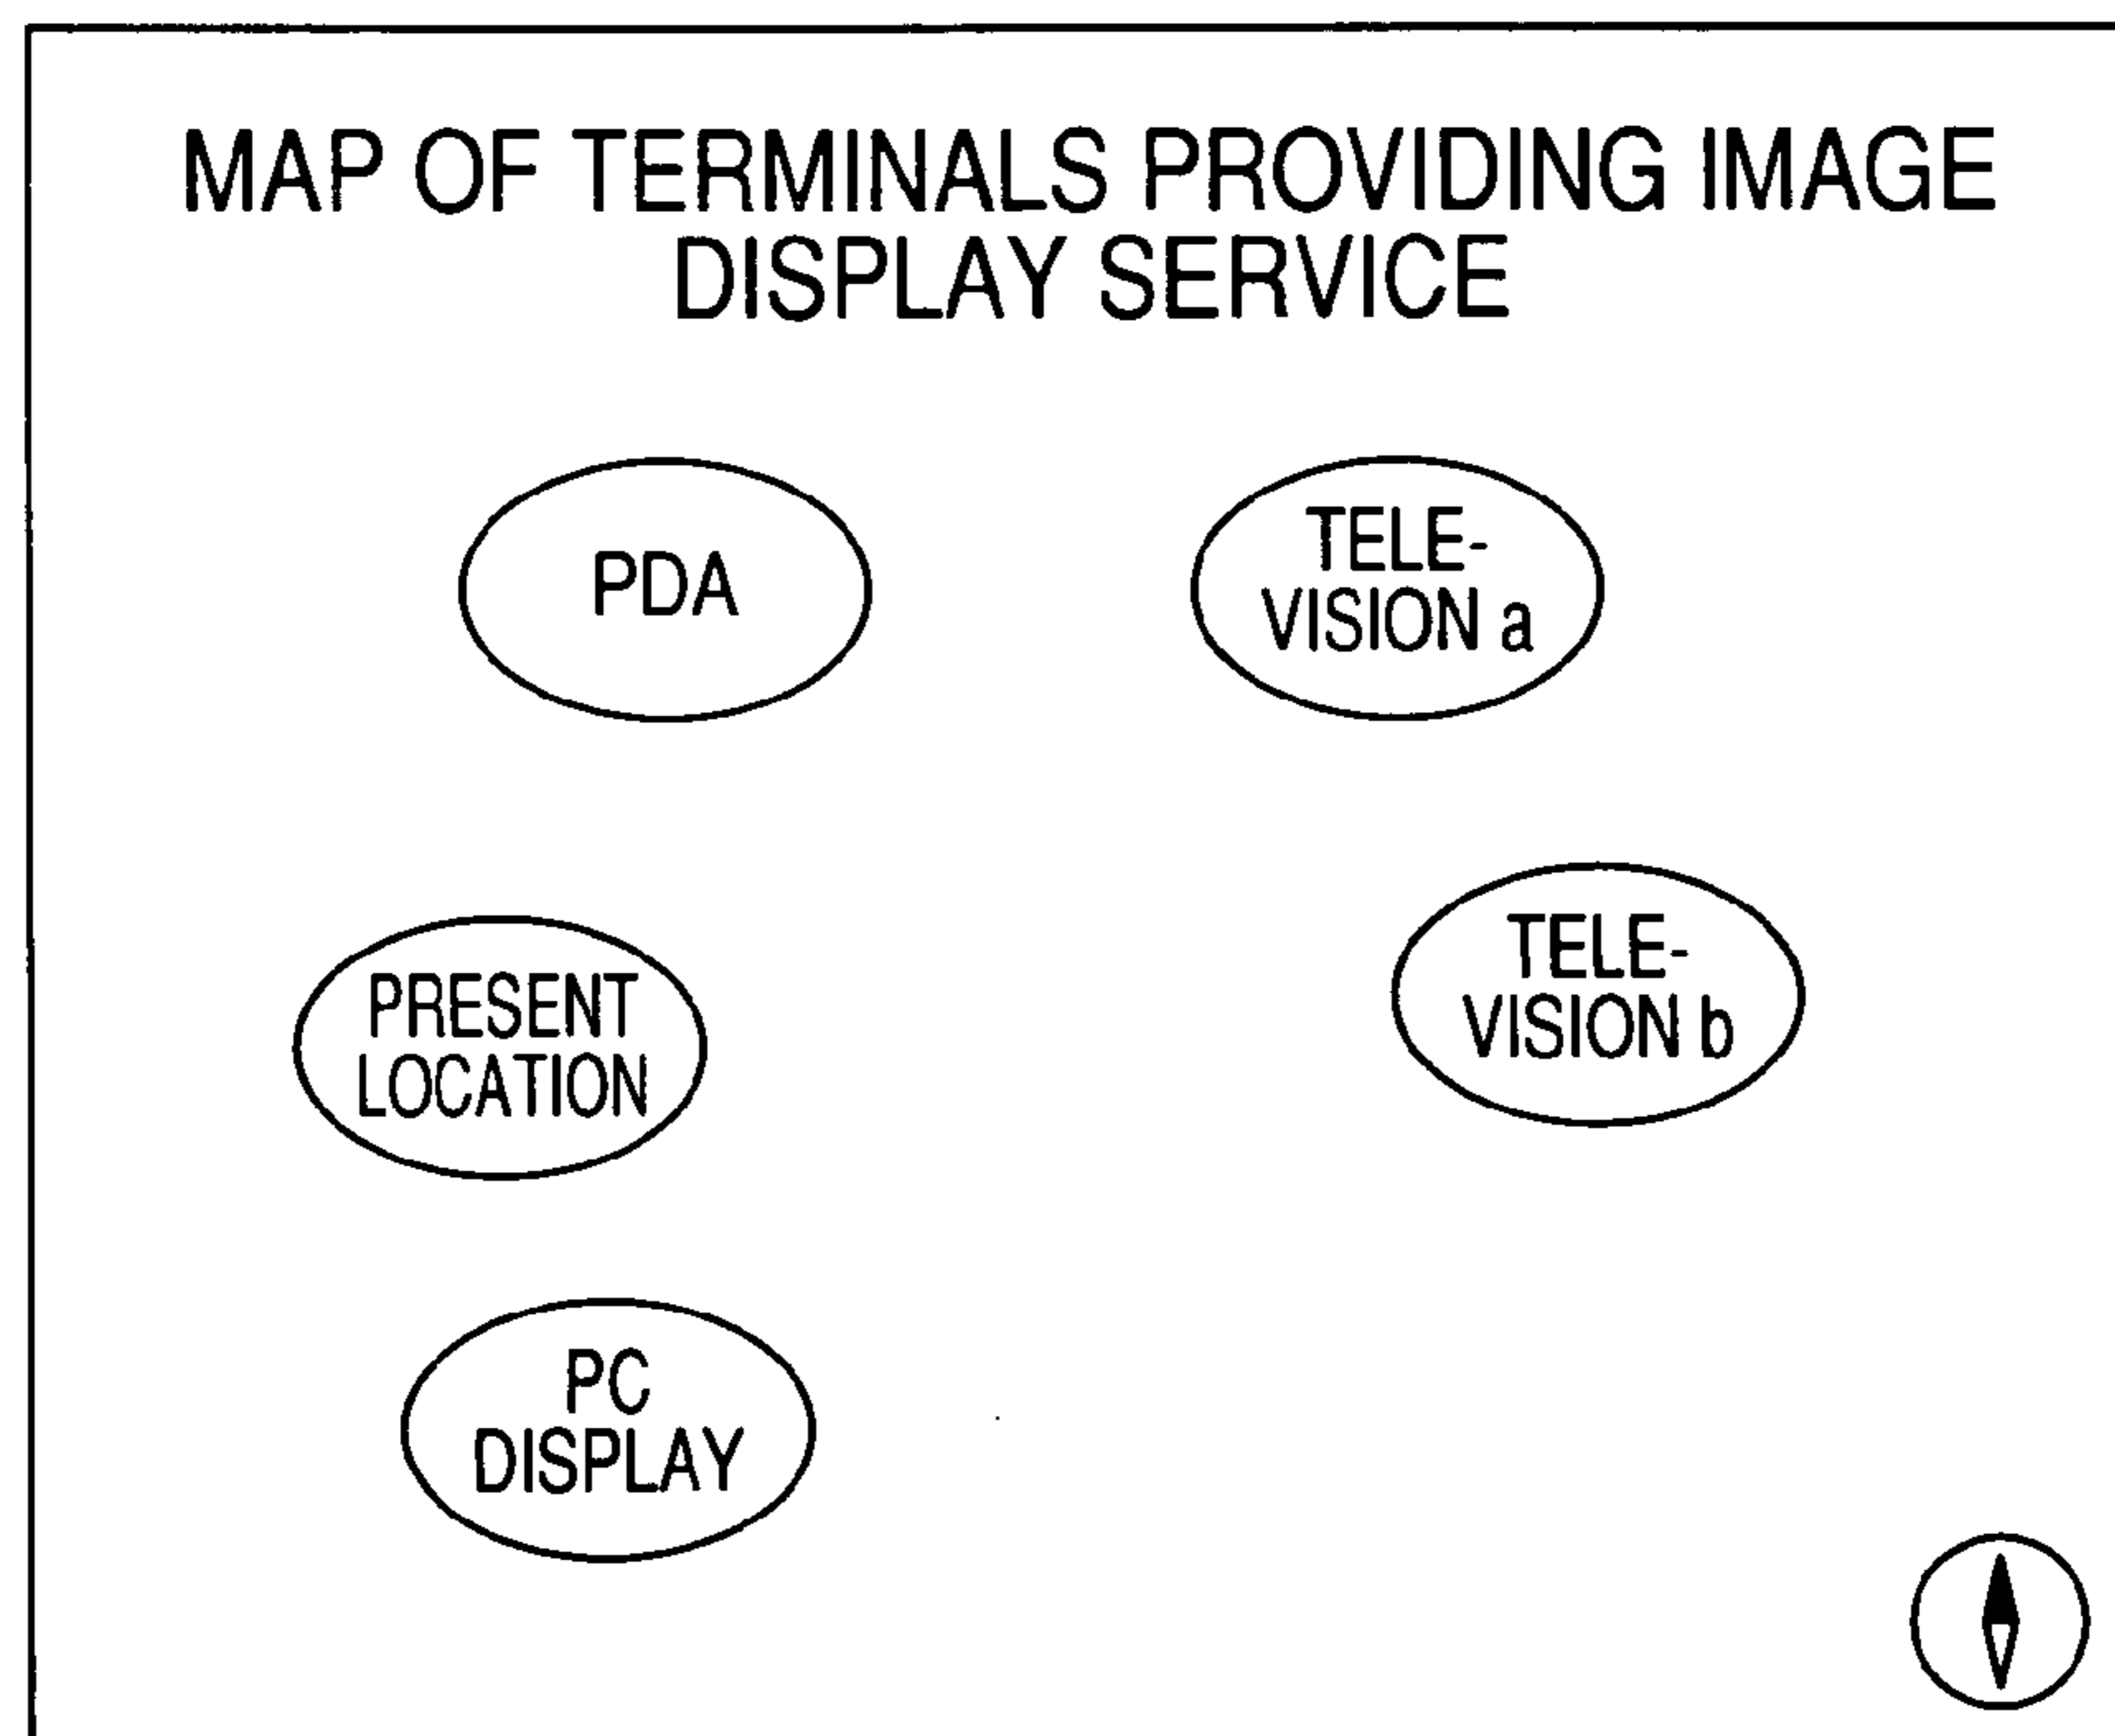 MAP OF TERMINALS PROVIDING IMAGE
DISPLAY SERVICE
PDA
TELE-
VISION a
TELE-
VISION b
PRESENT
LOCATION
PC
DISPLAY